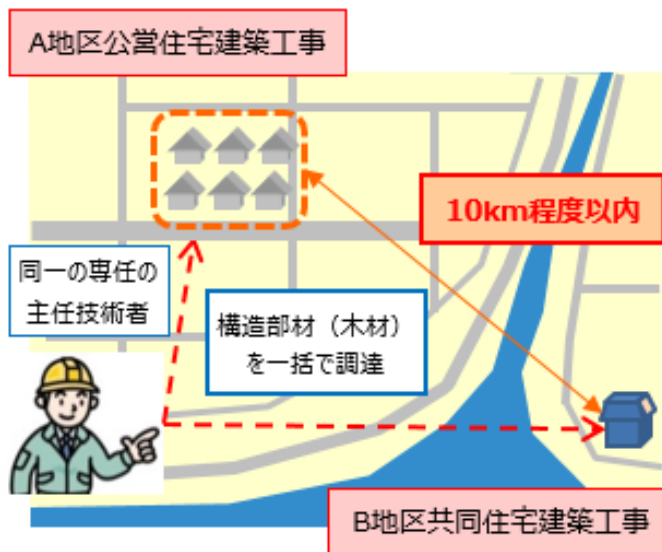 A地区公営住宅建築工事
10km程度以内
同一の専任の
主任技術者
構造部材（木材）
を一括で調達
B地区共同住宅建築工事